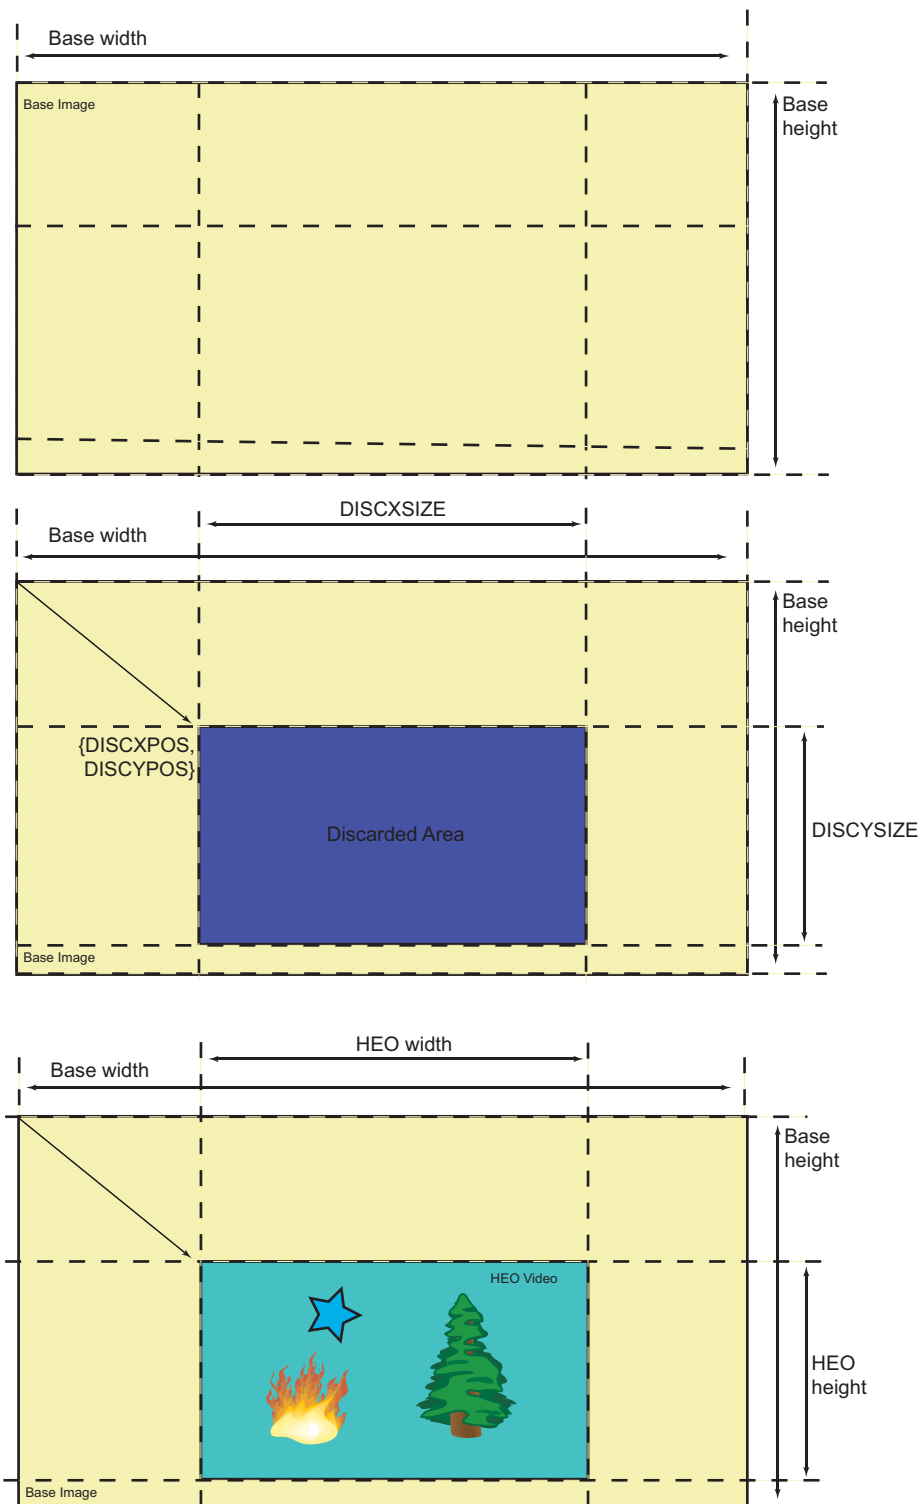 Base width
Base Image
Base
height
DISCXSIZE
Base width
Base
height
{DISCXPOS,
DISCYPOS}
Discarded Area
DISCYSIZE
Base Image
HEO width
Base width
Base
height
HEO Video
HEO
height
Base Image